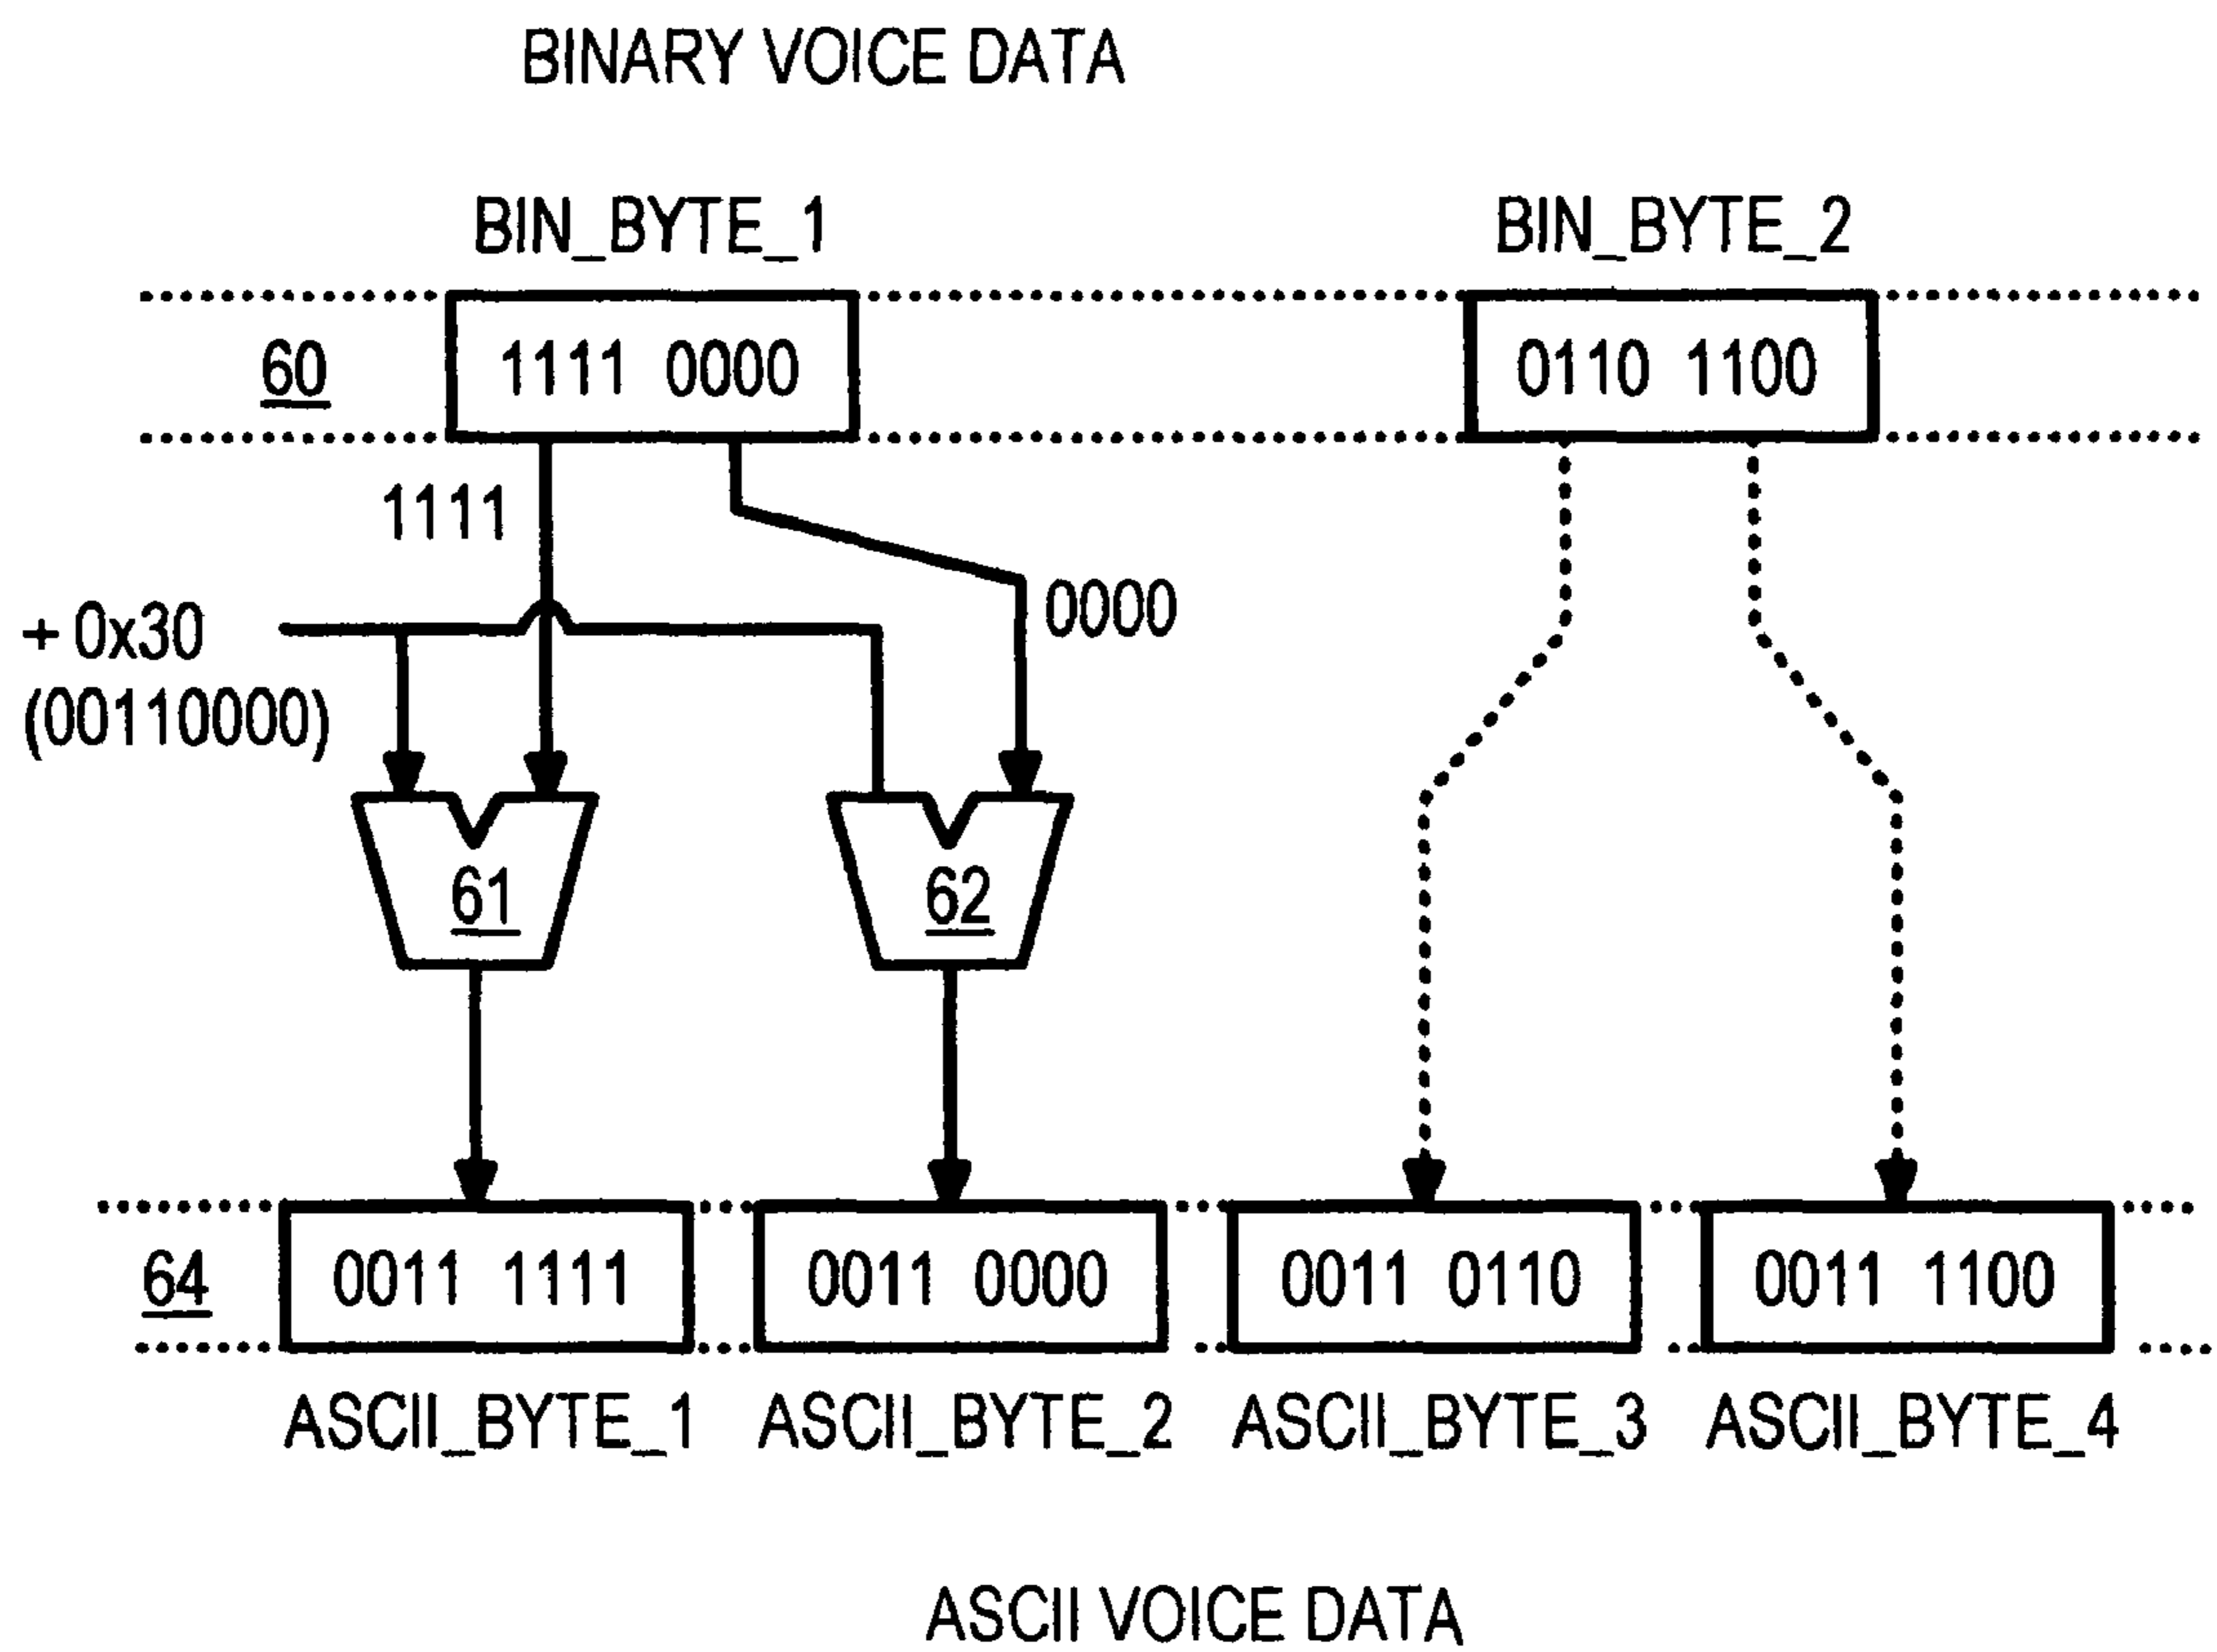 BINARY VOICE DATA
BIN_BYTE_1 BIN_BYTE_2
60 1111 0000 0110 1100
1111
0000
+ 0x30
(00110000)
61 62
64 0011 1111 0011 0000 0011 0110 0011 1100
ASCII_BYTE_1 ASCII_BYTE_2 ASCII_BYTE_3 ASCII_BYTE_4
ASCII VOICE DATA